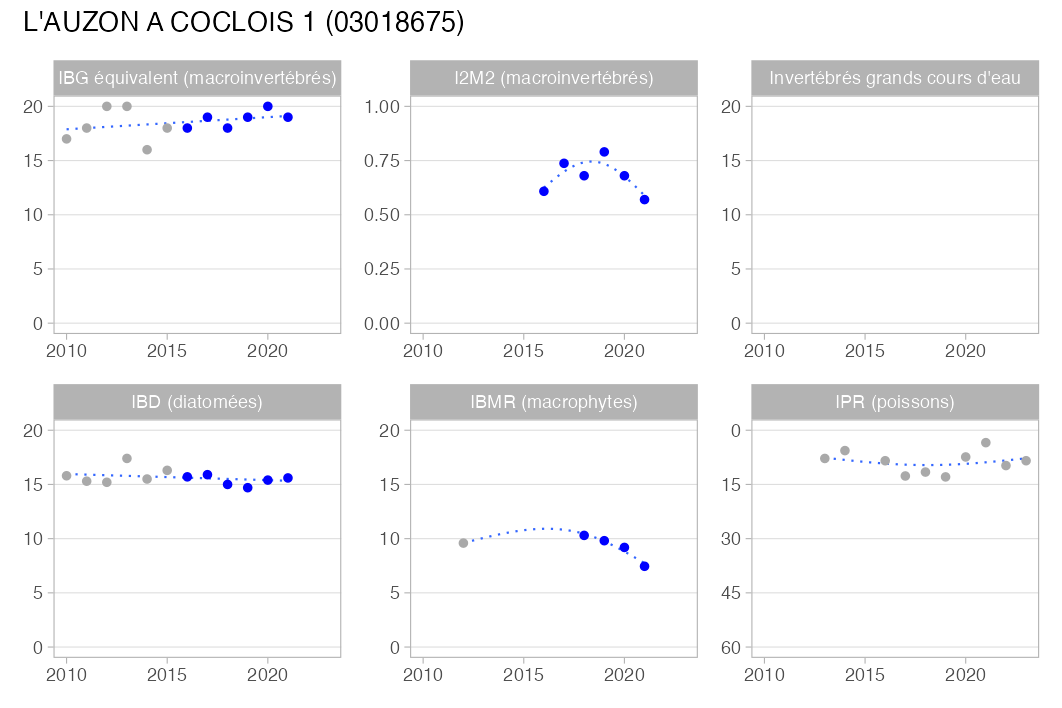 L'AUZON A COCLOIS 1 (03018675)
IBG équivalent (macroinvertébrés)
I2M2 (macroinvertébrés)
Invertébrés grands cours d'eau
20
15
10
5
0
2010 2015 2020
1.00
0.75
0.50
0.25
0.00
2010 2015 2020
20
15
10
5
0
2010 2015 2020
IBD (diatomées)
IBMR (macrophytes)
IPR (poissons)
20
15
10
5
0
2010 2015 2020
20
15
10
5
0
2010 2015 2020
0
15
30
45
60
2010 2015 2020